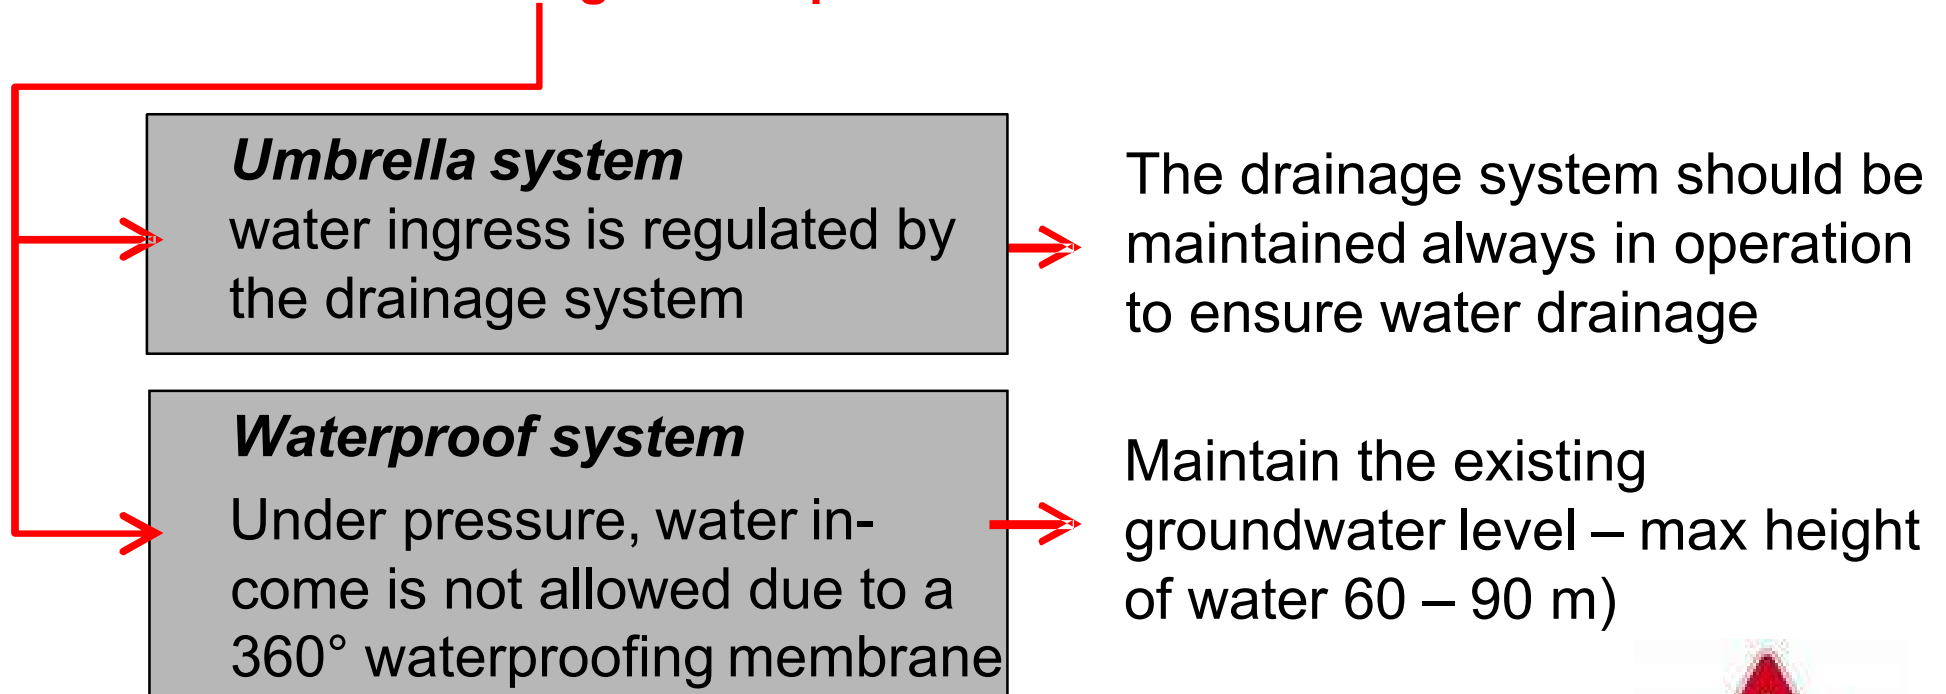 Umbrella system
water ingress is regulated by
the drainage system
The drainage system should be
maintained always in operation
to ensure water drainage
Waterproof system
Under pressure, water in-
come is not allowed due to a
360° waterproofing membrane
Maintain the existing
groundwater level – max height
of water 60 – 90 m)